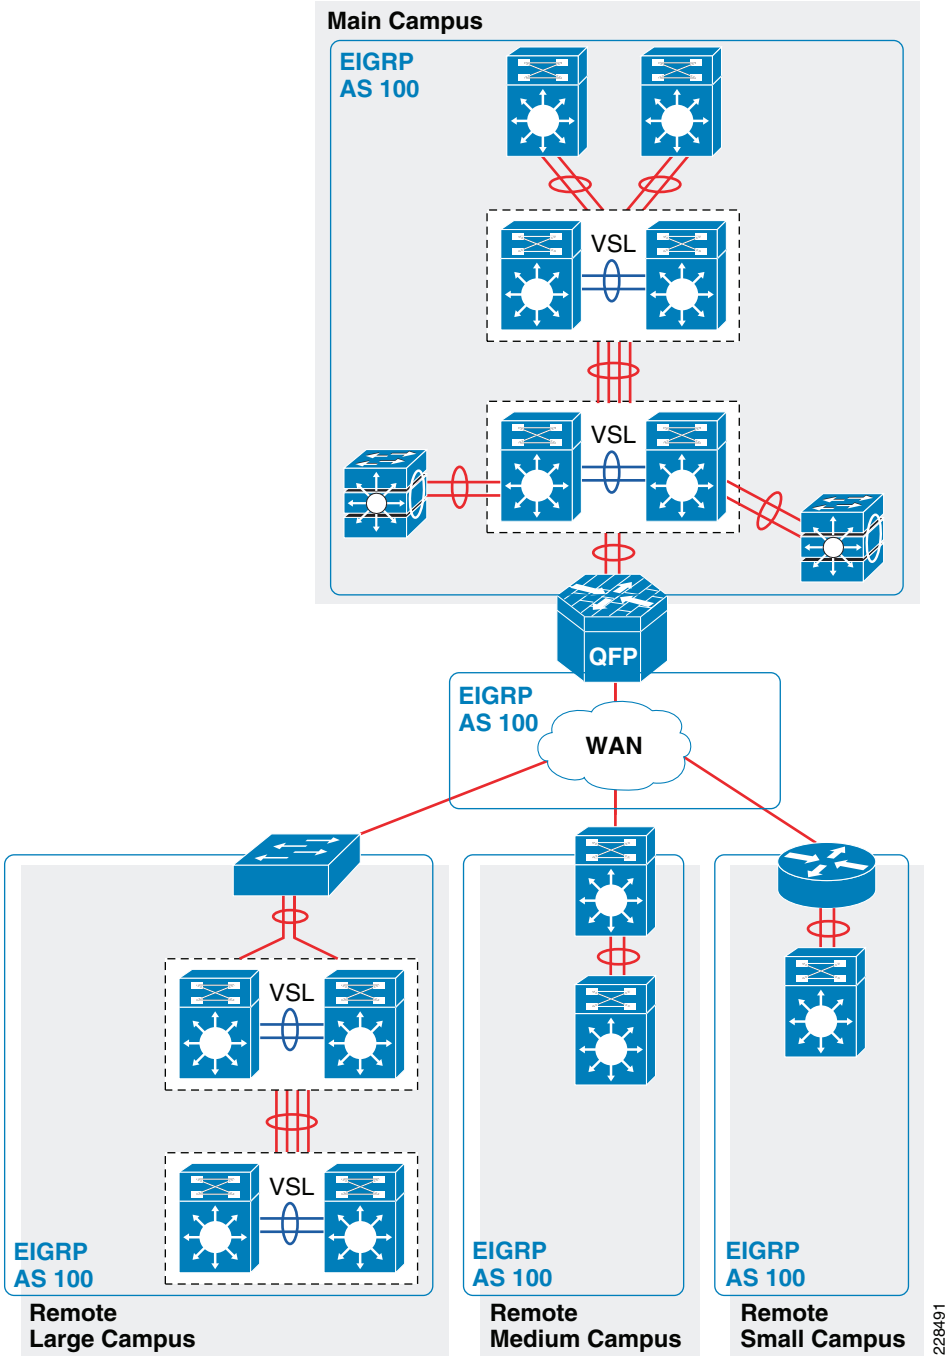 Main Campus
EIGRP
AS 100
VSL
VSL
QFP
EIGRP
AS 100
WAN
VSL
VSL
EIGRP
AS 100
Remote
Large Campus
EIGRP
AS 100
Remote
Medium Campus
EIGRP
AS 100
Remote
Small Campus
228491